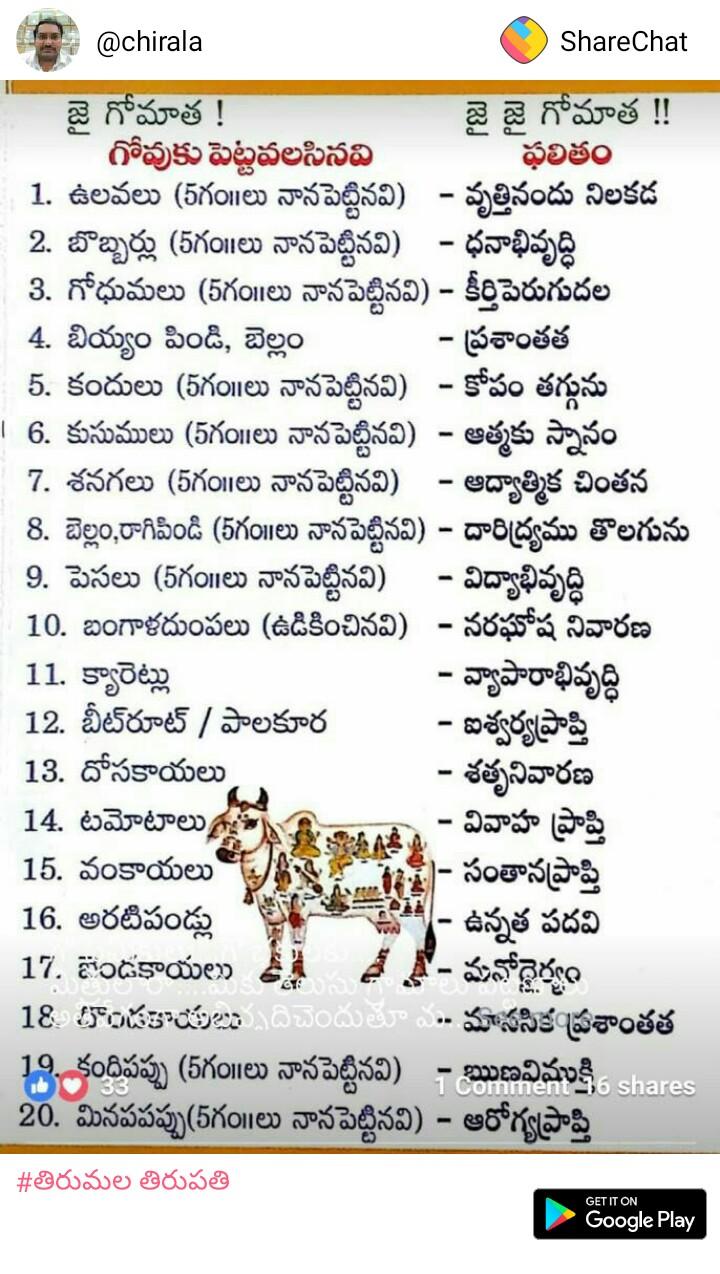 @chirala
ShareChat
జై గోమాత ! జై జై గోమాత !!
గోవుకు పెట్టవలసినవి ఫలితం
1. ఉలవలు (5గం॥లు నానపెట్టినవి) - వృత్తినందు నిలకడ
2. బొబ్బర్లు (5గం॥లు నానపెట్టినవి) - ధనాభివృద్ధి
3. గోధుమలు (5గం॥లు నానపెట్టినవి) - కీర్తిపెరుగుదల
4. బియ్యం పిండి, బెల్లం - ప్రశాంతత
5. కందులు (5గం॥లు నానపెట్టినవి) - కోపం తగ్గును
6. కుసుములు (5గం॥లు నానపెట్టినవి) - ఆత్మకు స్నానం
7. శనగలు (5గం॥లు నానపెట్టినవి) - ఆద్యాత్మిక చింతన
8. బెల్లం,రాగిపిండి (5గం॥లు నానపెట్టినవి) - దారిద్ర్యము తొలగును
9. పెసలు (5గం॥లు నానపెట్టినవి) - విద్యాభివృద్ధి
10. బంగాళదుంపలు (ఉడికించినవి) - నరఘోష నివారణ
11. క్యారెట్లు - వ్యాపారాభివృద్ధి
12. బీట్‌రూట్ / పాలకూర - ఐశ్వర్యప్రాప్తి
13. దోసకాయలు - శతృనివారణ
14. టమోటాలు - వివాహ ప్రాప్తి
15. వంకాయలు - సంతానప్రాప్తి
16. అరటిపండ్లు - ఉన్నత పదవి
17. బెండకాయలు - మనోధైర్యం
18. - మానసిక ప్రశాంతత
19. కందిపప్పు (5గం॥లు నానపెట్టినవి) - ఋణవిముక్తి
33 1 Comment 16 shares
20. మినపపప్పు(5గం॥లు నానపెట్టినవి) - ఆరోగ్యప్రాప్తి
#తిరుమల తిరుపతి
GET IT ON
Google Play